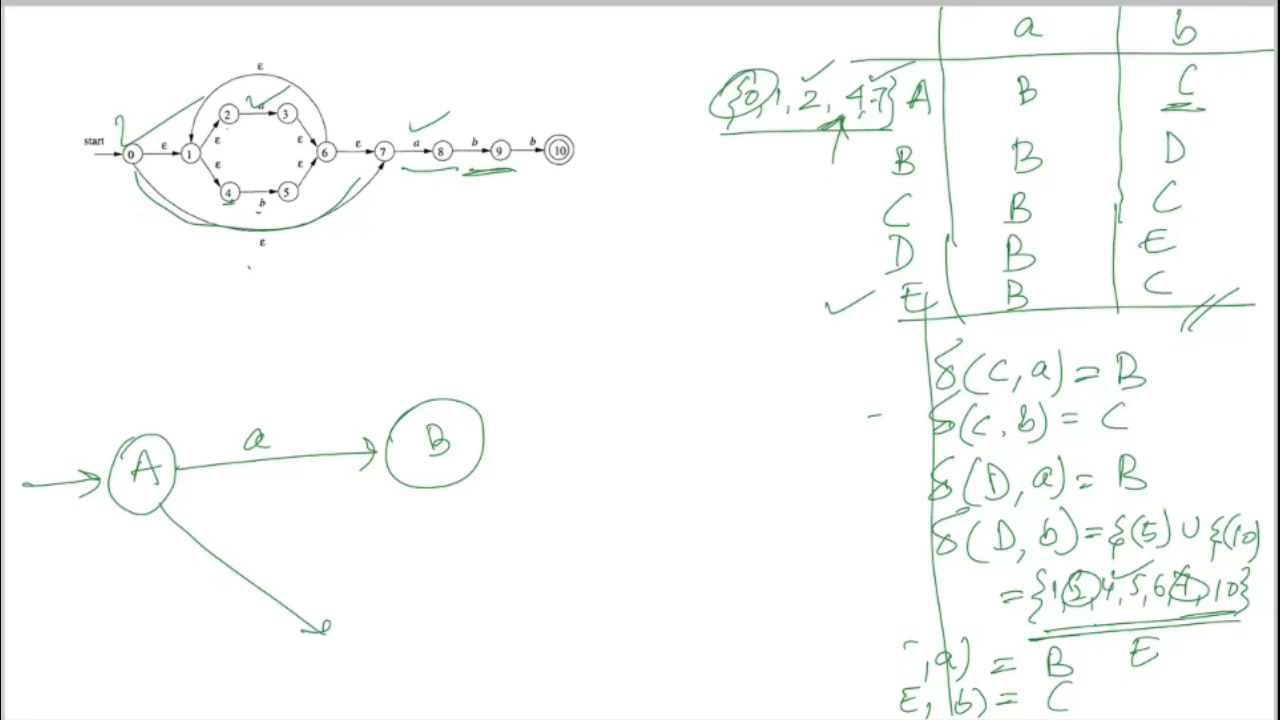 a b
{0, 1, 2, 4, 7} A B C
B B D
C B C
D B E
E B C
ε
2 a 3
start 0 ε 1 ε ε 6 ε 7 a 8 b 9 b 10
ε ε
4 b 5
ε
δ(C, a) = B
δ(C, b) = C
δ(D, a) = B
δ(D, b) = ξ(5) ∪ ξ(10)
= {1, 2, 4, 5, 6, 7, 10}
E
, a) = B
E, b) = C
A a B